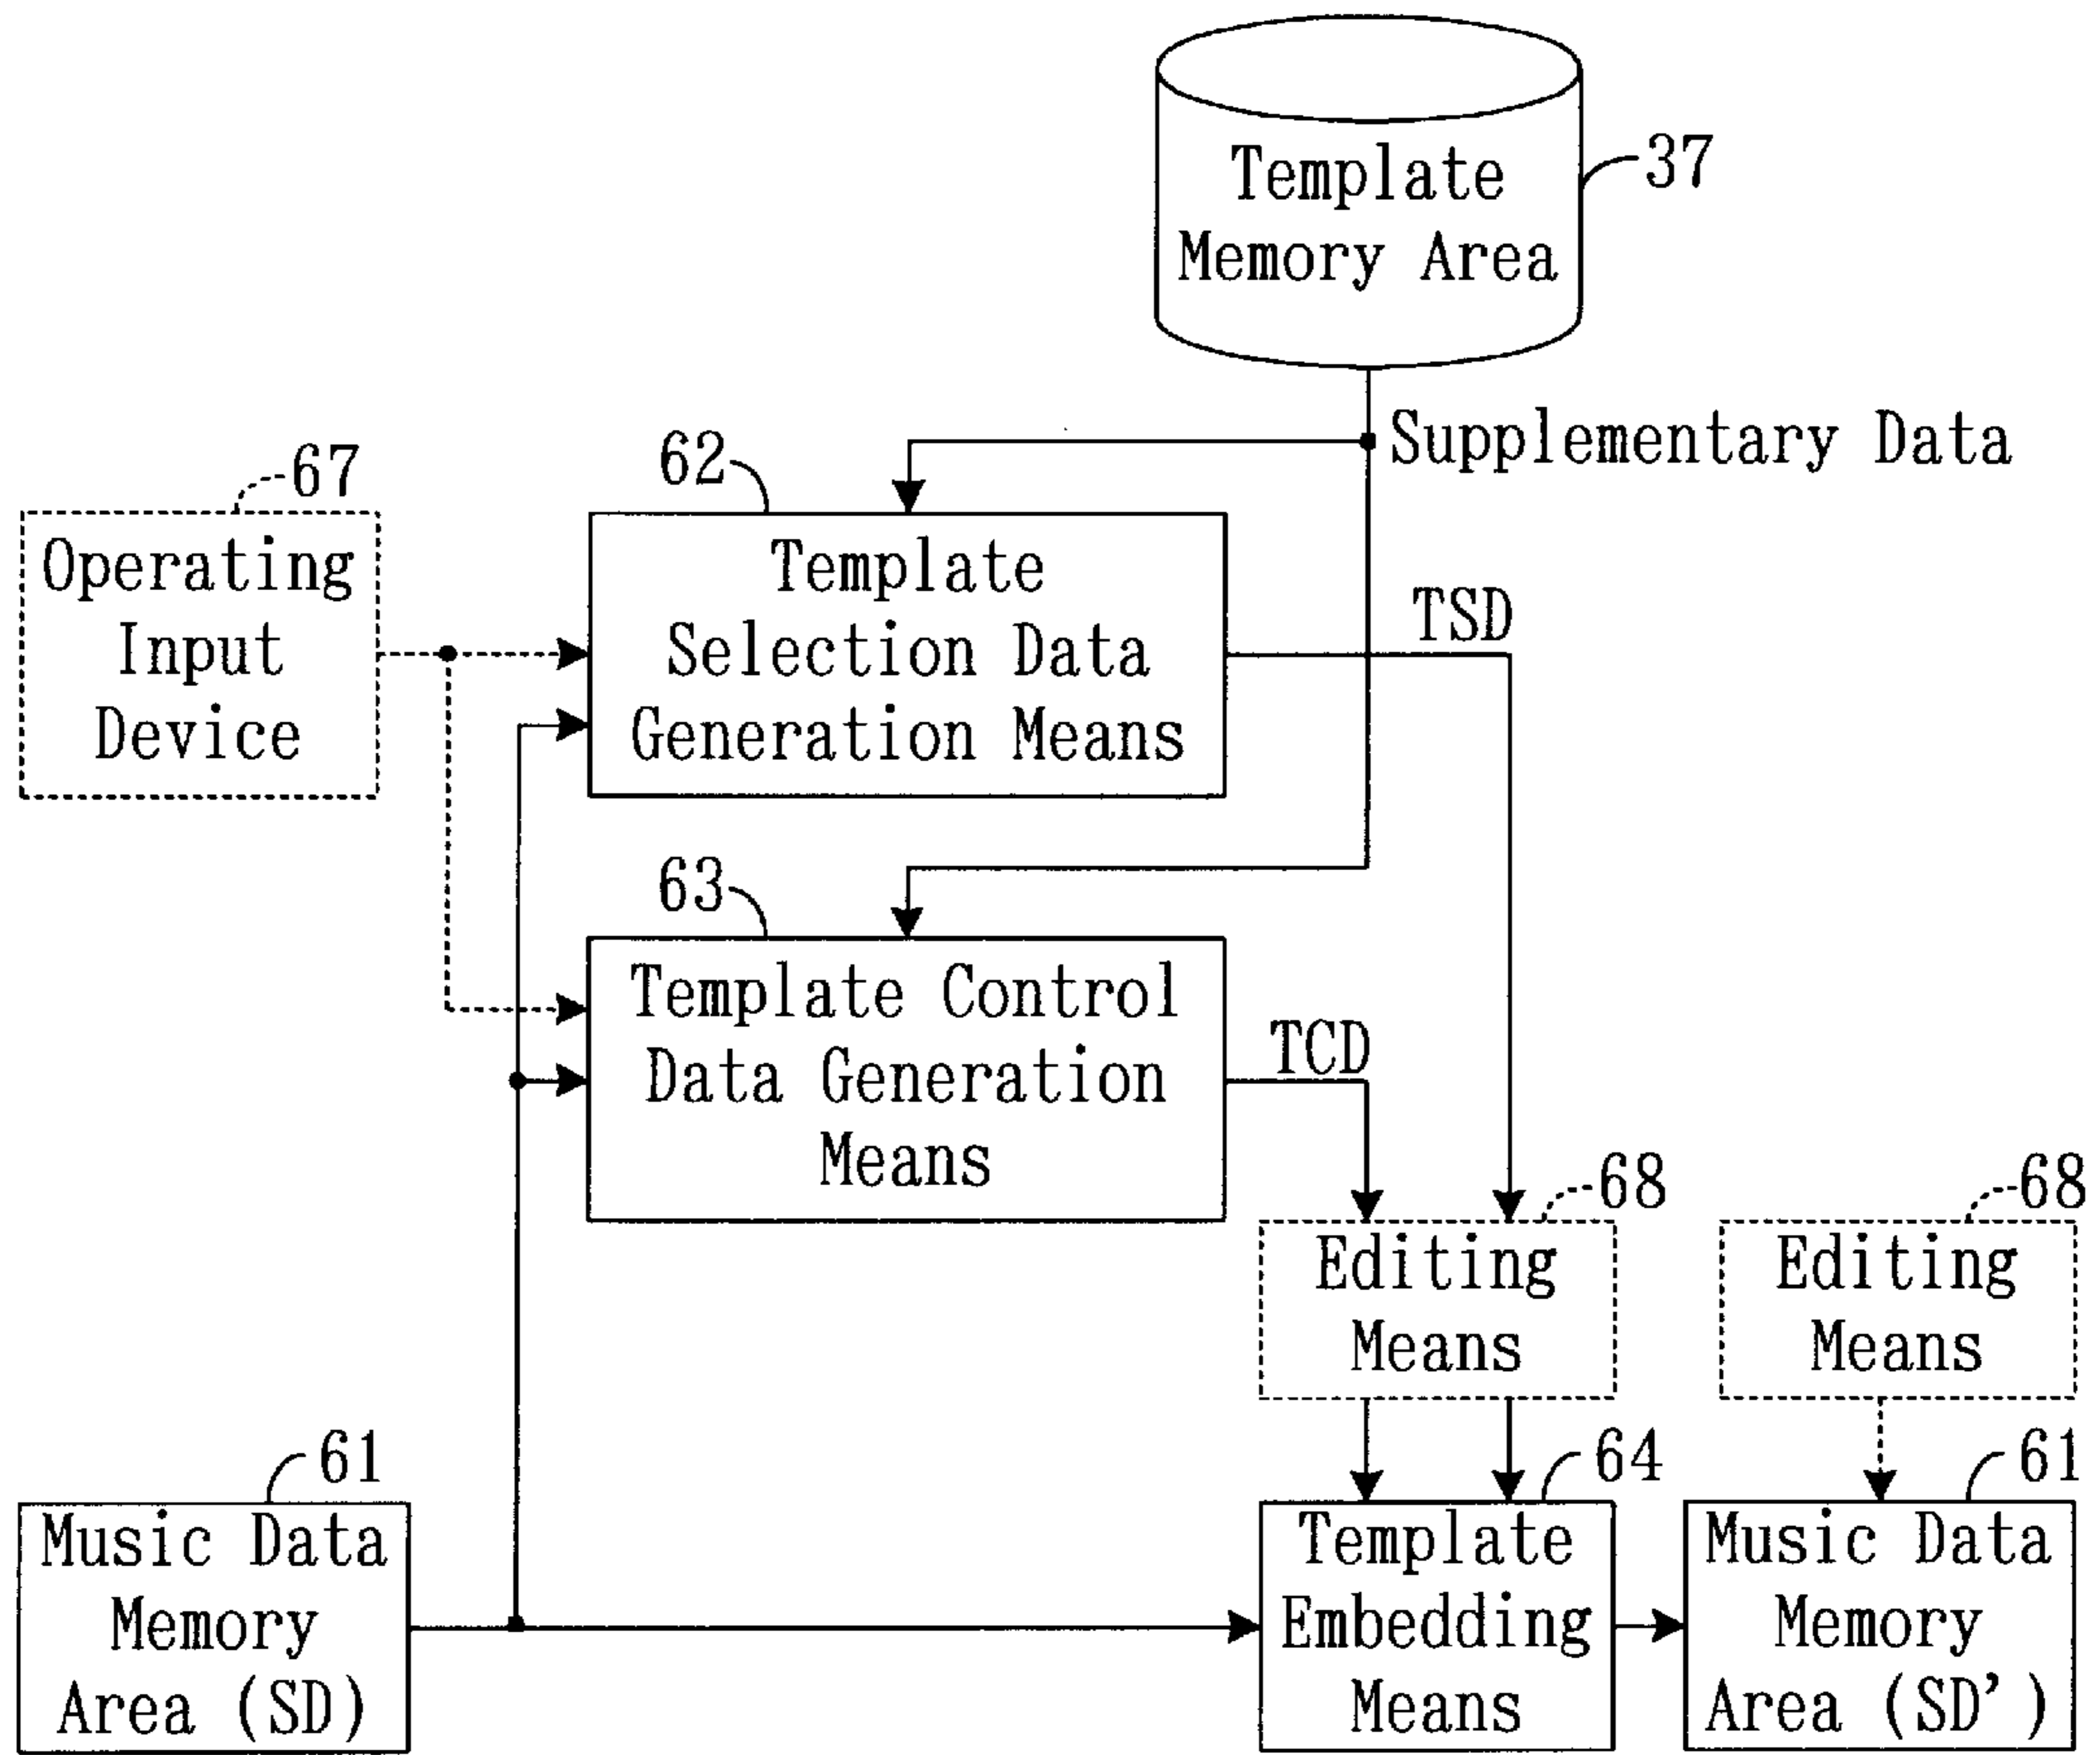 Template
Memory Area
37
Supplementary Data
67
Operating
Input
Device
62
Template
Selection Data
Generation Means
TSD
63
Template Control
Data Generation
Means
TCD
68
Editing
Means
68
Editing
Means
61
Music Data
Memory
Area (SD)
64
Template
Embedding
Means
61
Music Data
Memory
Area (SD')